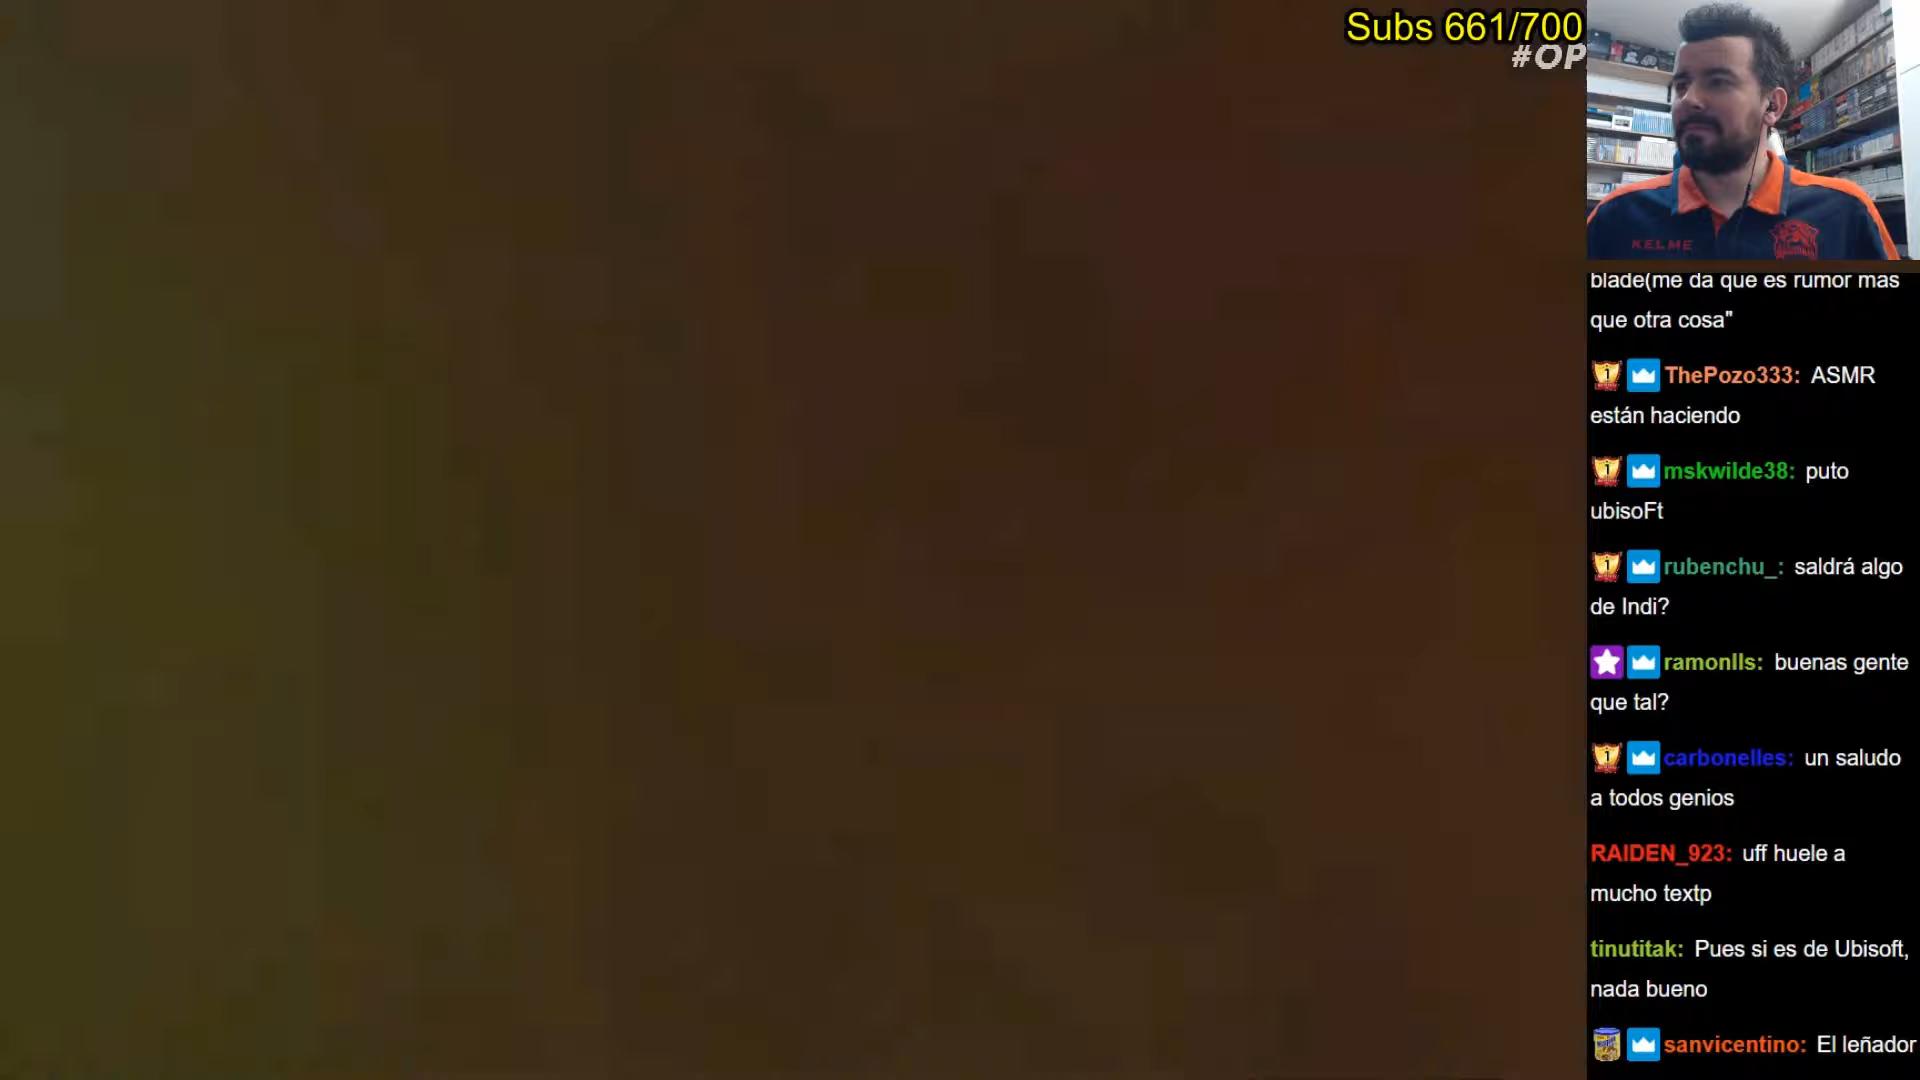 Subs 661/700
#OP
KELME
blade(me da que es rumor mas
que otra cosa"
ThePozo333: ASMR
están haciendo
mskwilde38: puto
ubisoFt
rubenchu_: saldrá algo
de Indi?
ramonlls: buenas gente
que tal?
carbonelles: un saludo
a todos genios
RAIDEN_923: uff huele a
mucho textp
tinutitak: Pues si es de Ubisoft,
nada bueno
sanvicentino: El leñador